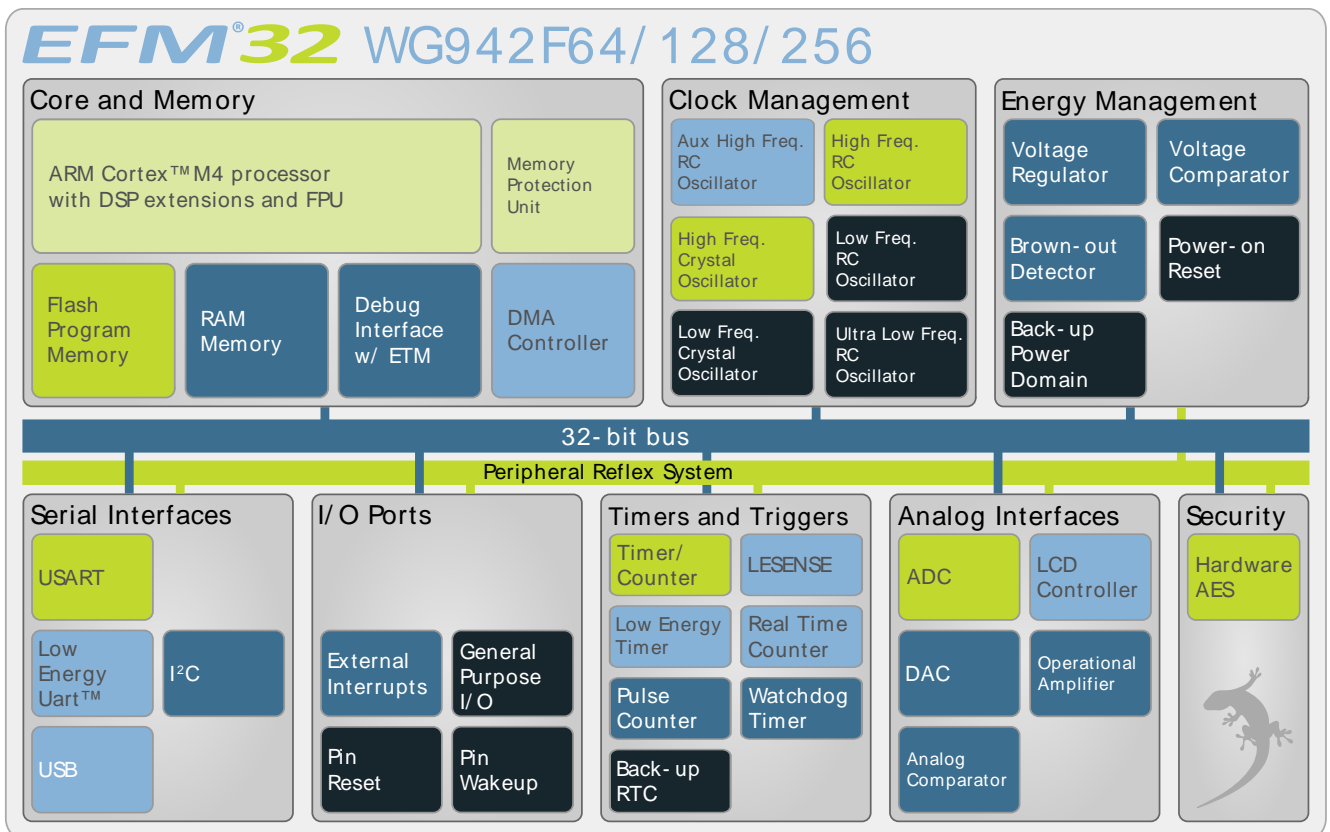 EFM®32 WG942F64/128/256
Core and Memory
ARM Cortex™ M4 processor
with DSP extensions and FPU
Memory
Protection
Unit
Flash
Program
Memory
RAM
Memory
Debug
Interface
w/ ETM
DMA
Controller
Clock Management
Aux High Freq.
RC
Oscillator
High Freq.
RC
Oscillator
High Freq.
Crystal
Oscillator
Low Freq.
RC
Oscillator
Low Freq.
Crystal
Oscillator
Ultra Low Freq.
RC
Oscillator
Energy Management
Voltage
Regulator
Voltage
Comparator
Brown-out
Detector
Power-on
Reset
Back-up
Power
Domain
32-bit bus
Peripheral Reflex System
Serial Interfaces
USART
Low
Energy
Uart™
I²C
USB
I/O Ports
External
Interrupts
General
Purpose
I/O
Pin
Reset
Pin
Wakeup
Timers and Triggers
Timer/
Counter
LESENSE
Low Energy
Timer
Real Time
Counter
Pulse
Counter
Watchdog
Timer
Back-up
RTC
Analog Interfaces
ADC
LCD
Controller
DAC
Operational
Amplifier
Analog
Comparator
Security
Hardware
AES